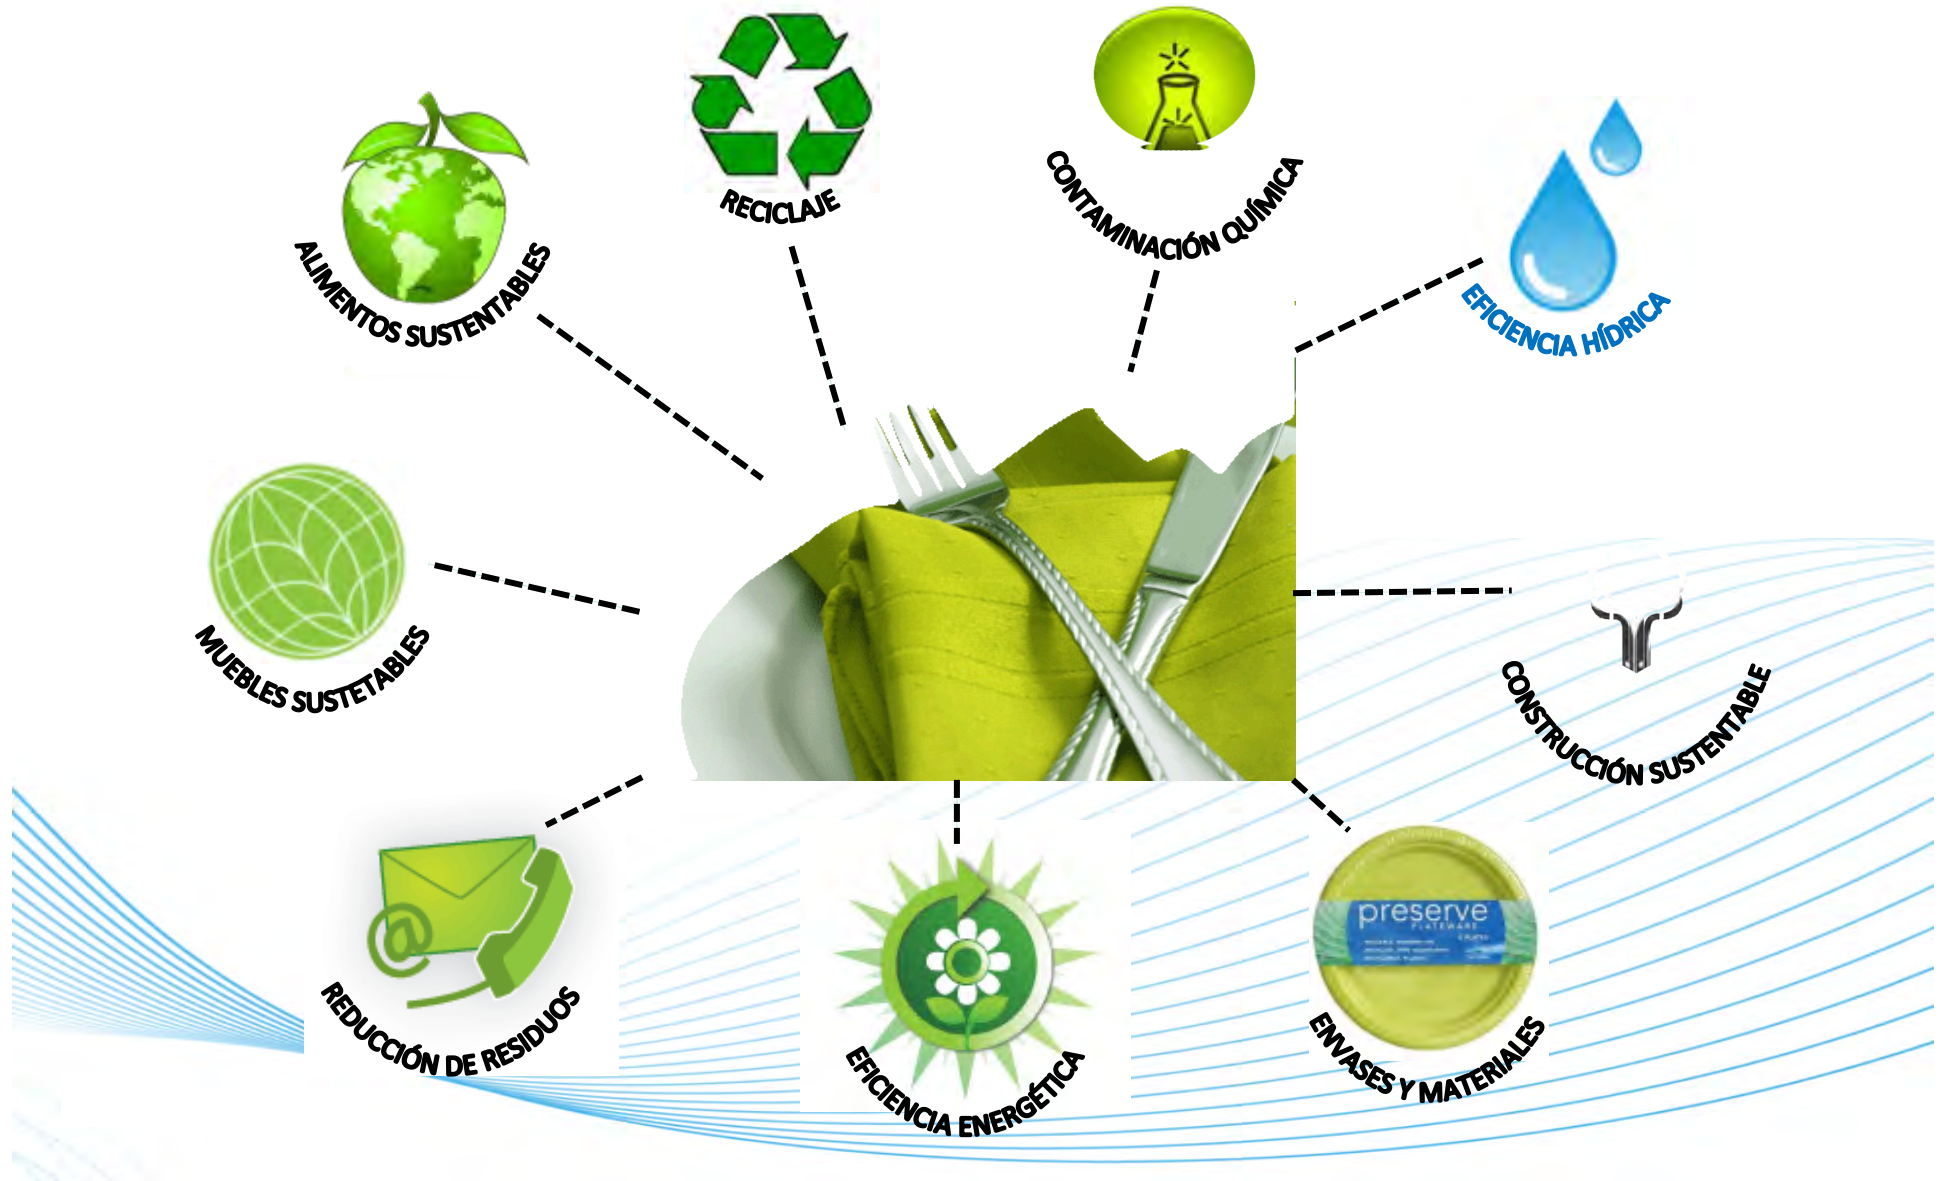 RECICLAJE
CONTAMINACIÓN QUÍMICA
ALIMENTOS SUSTENTABLES
EFICIENCIA HÍDRICA
MUEBLES SUSTETABLES
CONSTRUCCIÓN SUSTENTABLE
preserve
PLATEWARE
REDUCCIÓN DE RESIDUOS
EFICIENCIA ENERGÉTICA
ENVASES Y MATERIALES
@